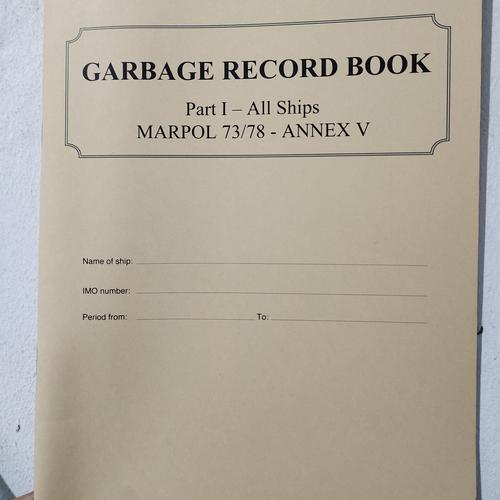 GARBAGE RECORD BOOK
Part I – All Ships
MARPOL 73/78 - ANNEX V
Name of ship:
IMO number:
Period from: To: